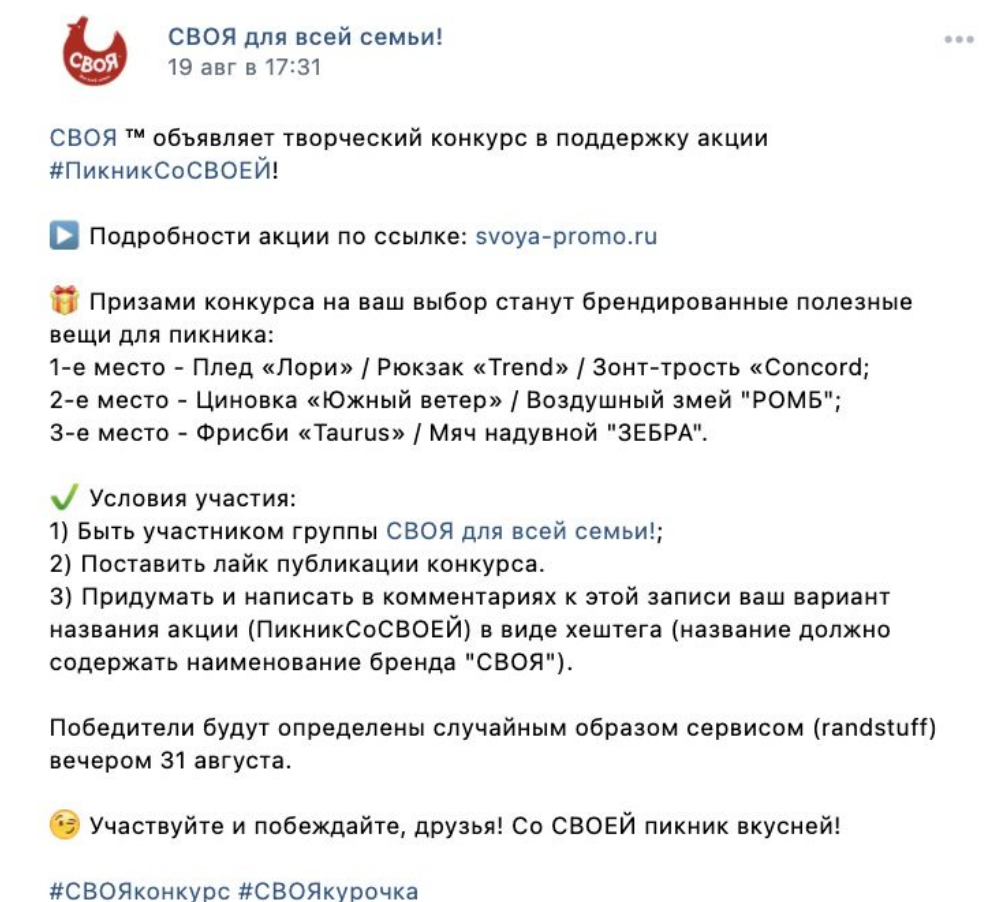 СВОЯ
СВОЯ для всей семьи!
19 авг в 17:31
СВОЯ ™ объявляет творческий конкурс в поддержку акции
#ПикникСоСВОЕЙ!
Подробности акции по ссылке: svoya-promo.ru
Призами конкурса на ваш выбор станут брендированные полезные
вещи для пикника:
1-е место - Плед «Лори» / Рюкзак «Trend» / Зонт-трость «Concord;
2-е место - Циновка «Южный ветер» / Воздушный змей "РОМБ";
3-е место - Фрисби «Taurus» / Мяч надувной "ЗЕБРА".
Условия участия:
1) Быть участником группы СВОЯ для всей семьи!;
2) Поставить лайк публикации конкурса.
3) Придумать и написать в комментариях к этой записи ваш вариант
названия акции (ПикникСоСВОЕЙ) в виде хештега (название должно
содержать наименование бренда "СВОЯ").
Победители будут определены случайным образом сервисом (randstuff)
вечером 31 августа.
Участвуйте и побеждайте, друзья! Со СВОЕЙ пикник вкусней!
#СВОЯконкурс #СВОЯкурочка